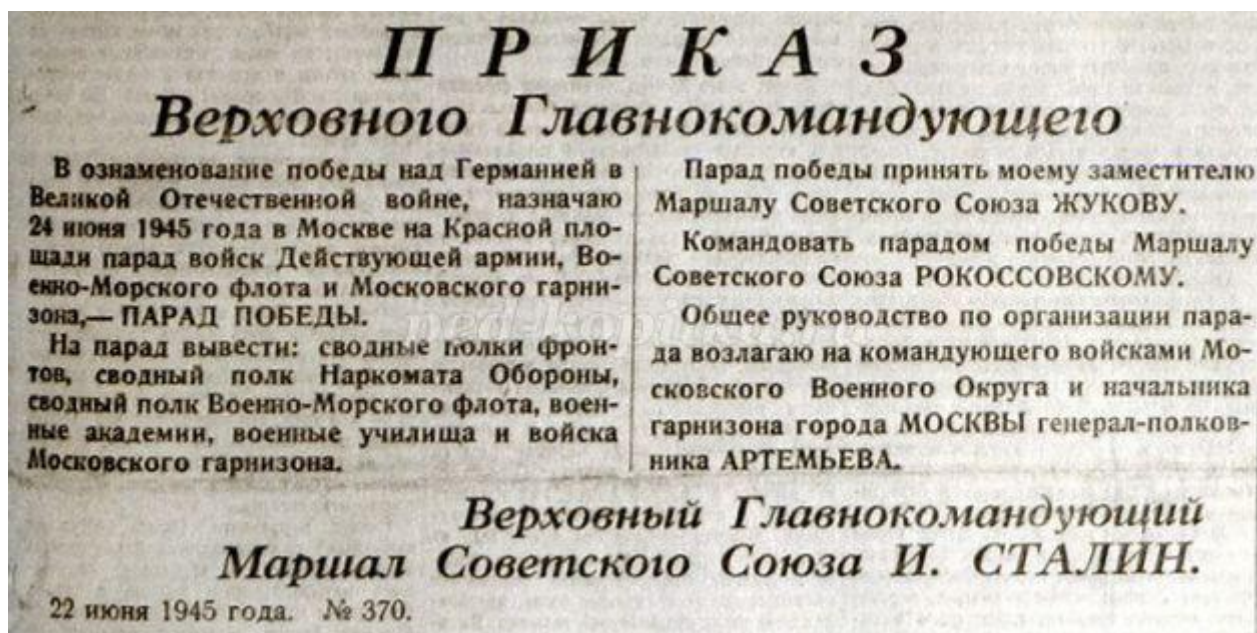 ПРИКАЗ
Верховного Главнокомандующего
В ознаменование победы над Германией в
Великой Отечественной войне, назначаю
24 июня 1945 года в Москве на Красной пло-
щади парад войск Действующей армии, Во-
енно-Морского флота и Московского гарни-
зона,— ПАРАД ПОБЕДЫ.
На парад вывести: сводные полки фрон-
тов, сводный полк Наркомата Обороны,
сводный полк Военно-Морского флота, воен-
ные академии, военные училища и войска
Московского гарнизона.
Парад победы принять моему заместителю
Маршалу Советского Союза ЖУКОВУ.
Командовать парадом победы Маршалу
Советского Союза РОКОССОВСКОМУ.
Общее руководство по организации пара-
да возлагаю на командующего войсками Мо-
сковского Военного Округа и начальника
гарнизона города МОСКВЫ генерал-полков-
ника АРТЕМЬЕВА.
Верховный Главнокомандующий
Маршал Советского Союза И. СТАЛИН.
22 июня 1945 года. № 370.